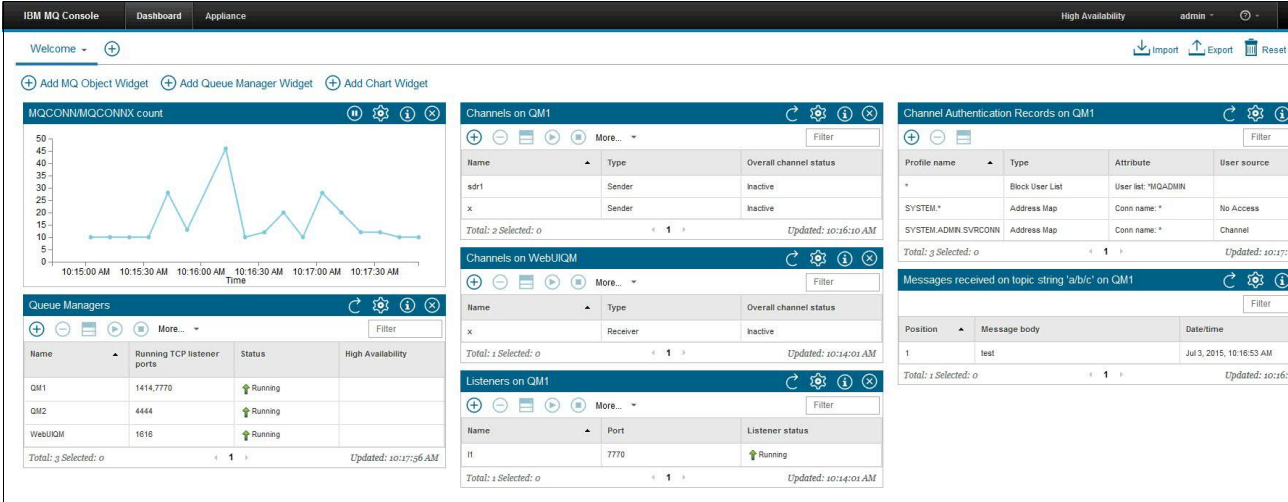 IBM MQ Console Dashboard Appliance High Availability admin
Welcome Import Export Reset
Add MQ Object Widget Add Queue Manager Widget Add Chart Widget
MQCONN/MQCONNX count
50
45
40
35
30
25
20
15
10
5
0
10:15:00 AM 10:15:30 AM 10:16:00 AM 10:16:30 AM 10:17:00 AM 10:17:30 AM
Time
Queue Managers
More... Filter
Name Running TCP listener ports Status High Availability
QM1 1414,7770 Running
QM2 4444 Running
WebUIQM 1616 Running
Total: 3 Selected: 0 1 Updated: 10:17:56 AM
Channels on QM1
More... Filter
Name Type Overall channel status
sdr1 Sender Inactive
x Sender Inactive
Total: 2 Selected: 0 1 Updated: 10:16:10 AM
Channels on WebUIQM
More... Filter
Name Type Overall channel status
x Receiver Inactive
Total: 1 Selected: 0 1 Updated: 10:14:01 AM
Listeners on QM1
More... Filter
Name Port Listener status
l1 7770 Running
Total: 1 Selected: 0 1 Updated: 10:14:01 AM
Channel Authentication Records on QM1
Filter
Profile name Type Attribute User source
* Block User List User list: *MQADMIN
SYSTEM.* Address Map Conn name: * No Access
SYSTEM.ADMIN.SVRCONN Address Map Conn name: * Channel
Total: 3 Selected: 0 1 Updated: 10:17:
Messages received on topic string 'a/b/c' on QM1
Filter
Position Message body Date/time
1 test Jul 3, 2015, 10:16:53 AM
Total: 1 Selected: 0 1 Updated: 10:16: